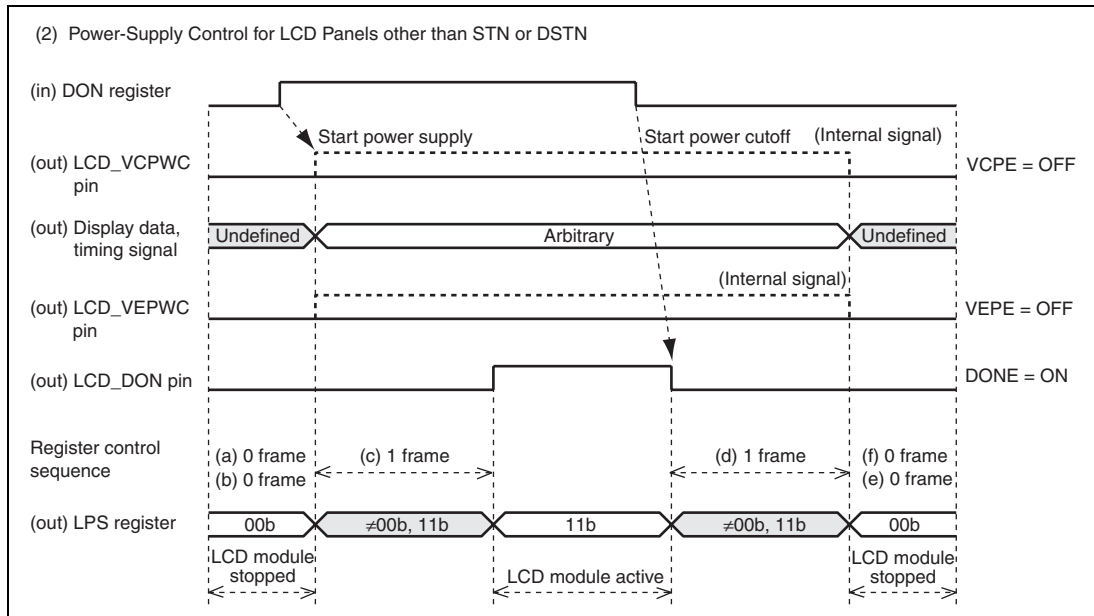 (2) Power-Supply Control for LCD Panels other than STN or DSTN
(in) DON register
Start power supply
Start power cutoff
(Internal signal)
(out) LCD_VCPWC
pin
VCPE = OFF
(out) Display data,
timing signal
Undefined
Arbitrary
Undefined
(Internal signal)
(out) LCD_VEPWC
pin
VEPE = OFF
(out) LCD_DON pin
DONE = ON
Register control
sequence
(a) 0 frame
(b) 0 frame
(c) 1 frame
(d) 1 frame
(f) 0 frame
(e) 0 frame
(out) LPS register
00b
≠00b, 11b
11b
≠00b, 11b
00b
LCD module
stopped
LCD module active
LCD module
stopped